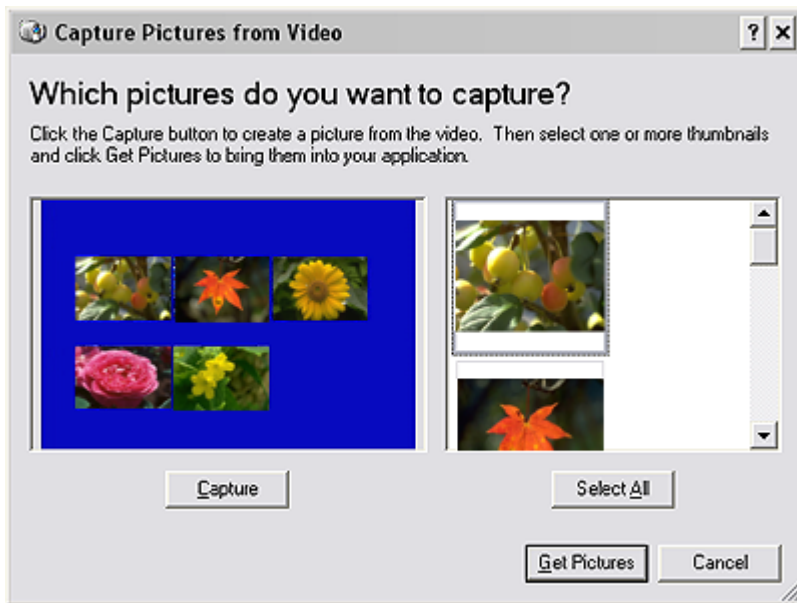 Capture Pictures from Video
?
Which pictures do you want to capture?
Click the Capture button to create a picture from the video. Then select one or more thumbnails
and click Get Pictures to bring them into your application.
Capture
Select All
Get Pictures
Cancel